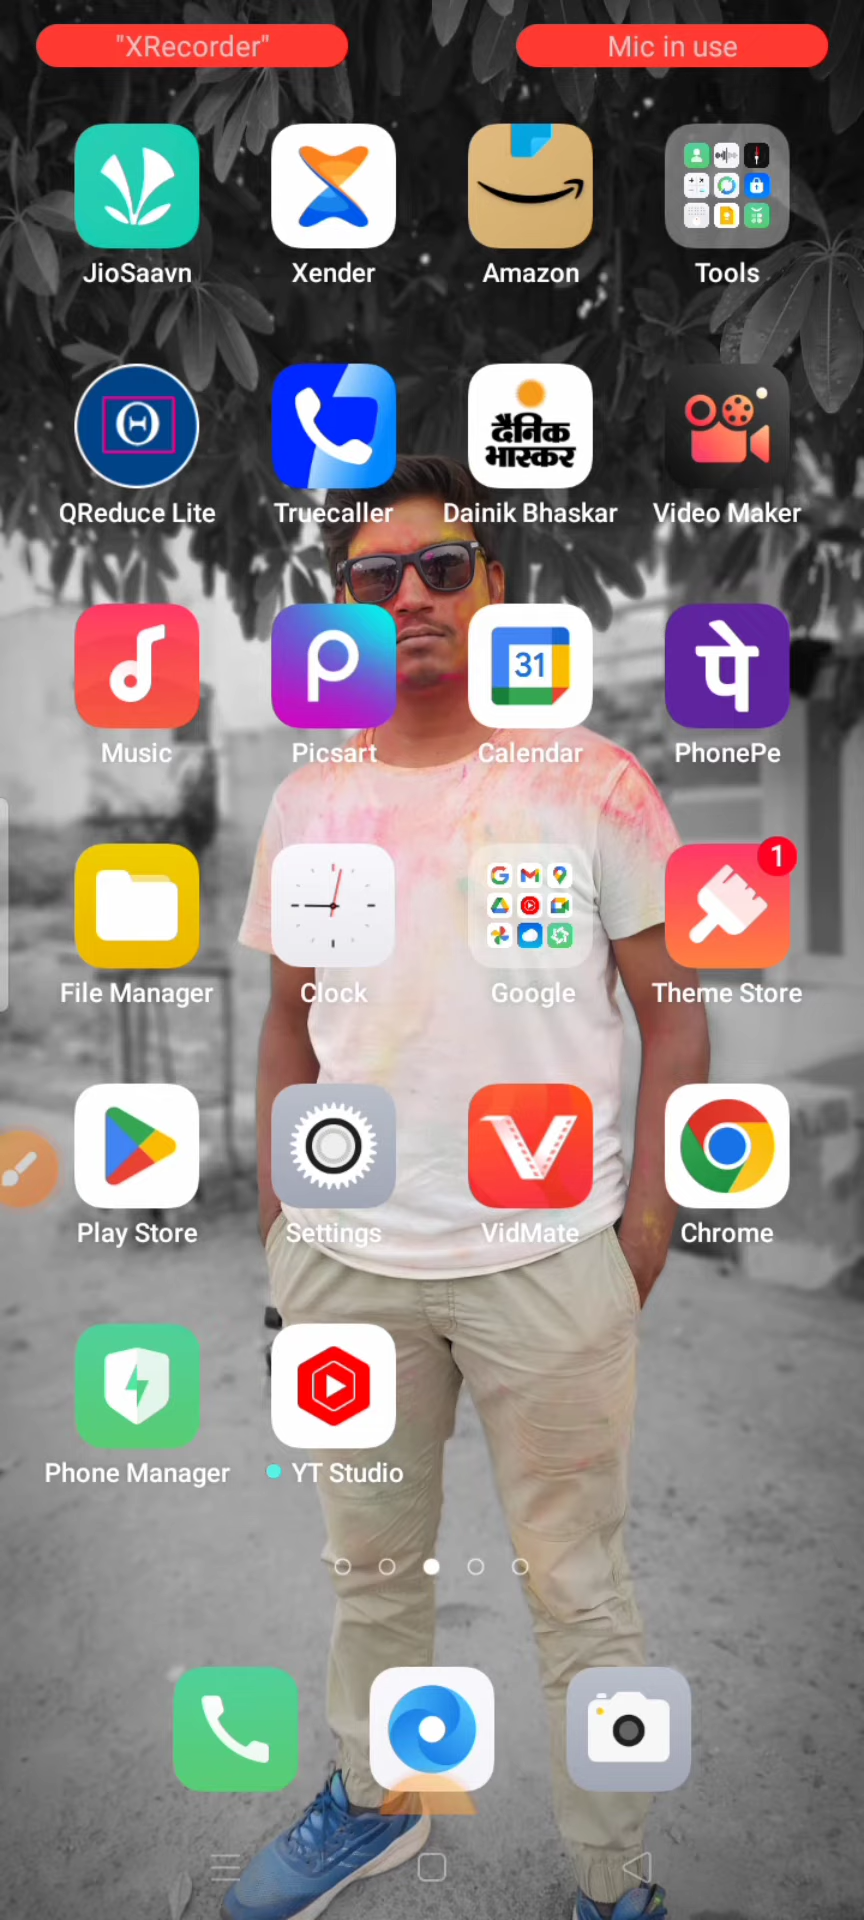 "XRecorder" Mic in use
JioSaavn Xender Amazon Tools
दैनिक
भास्कर
QReduce Lite Truecaller Dainik Bhaskar Video Maker
31
पे
Music Picsart Calendar PhonePe
1
File Manager Clock Google Theme Store
Play Store Settings VidMate Chrome
Phone Manager YT Studio